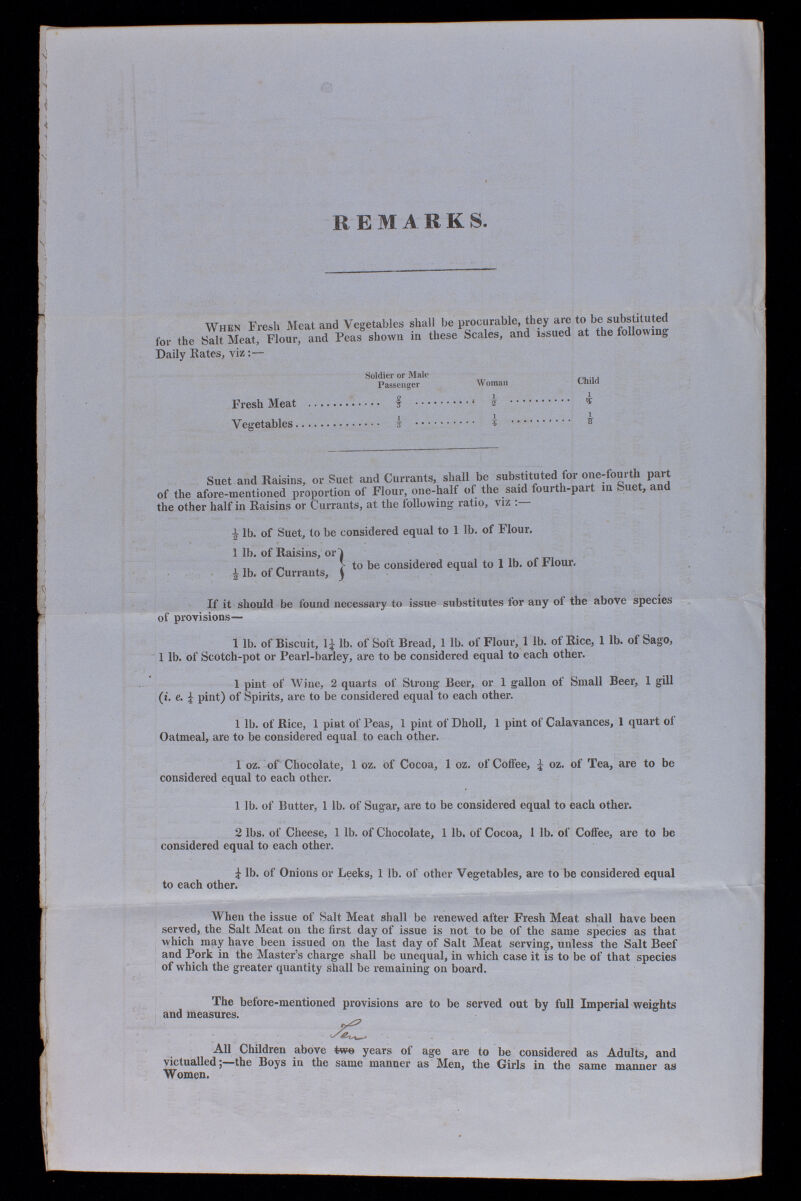 REMARKS.
WHEN Fresh Meat and Vegetables shall be procurable, they are to be substituted
for the Salt Meat, Flour, and Peas shown in these Scales, and issued at the following
Daily Rates, viz:—
Soldier or Male
Passenger Woman Child
Fresh Meat ............ ⅔ .......... ½ .......... ¼
Vegetables ............ ⅓ .......... ¼ .......... ⅛
Suet and Raisins, or Suet and Currants, shall be substituted for one-fourth part
of the afore-mentioned proportion of Flour, one-half of the said fourth-part in Suet, and
the other half in Raisins or Currants, at the following ratio, viz :—
½ lb. of Suet, to be considered equal to 1 lb. of Flour.
1 lb. of Raisins, or
½ lb. of Currants, } to be considered equal to 1 lb. of Flour.
If it should be found necessary to issue substitutes for any of the above species
of provisions—
1 lb. of Biscuit, 1¼ lb. of Soft Bread, 1 lb. of Flour, 1 lb. of Rice, 1 lb. of Sago,
1 lb. of Scotch-pot or Pearl-barley, are to be considered equal to each other.
1 pint of Wine, 2 quarts of Strong Beer, or 1 gallon of Small Beer, 1 gill
(i. e. ¼ pint) of Spirits, are to be considered equal to each other.
1 lb. of Rice, 1 pint of Peas, 1 pint of Dholl, 1 pint of Calavances, 1 quart of
Oatmeal, are to be considered equal to each other.
1 oz. of Chocolate, 1 oz. of Cocoa, 1 oz. of Coffee, ¼ oz. of Tea, are to be
considered equal to each other.
1 lb. of Butter, 1 lb. of Sugar, are to be considered equal to each other.
2 lbs. of Cheese, 1 lb. of Chocolate, 1 lb. of Cocoa, 1 lb. of Coffee, are to be
considered equal to each other.
¼ lb. of Onions or Leeks, 1 lb. of other Vegetables, are to be considered equal
to each other.
When the issue of Salt Meat shall be renewed after Fresh Meat shall have been
served, the Salt Meat on the first day of issue is not to be of the same species as that
which may have been issued on the last day of Salt Meat serving, unless the Salt Beef
and Pork in the Master's charge shall be unequal, in which case it is to be of that species
of which the greater quantity shall be remaining on board.
The before-mentioned provisions are to be served out by full Imperial weights
and measures.
Ten
All Children above two years of age are to be considered as Adults, and
victualled;—the Boys in the same manner as Men, the Girls in the same manner as
Women.